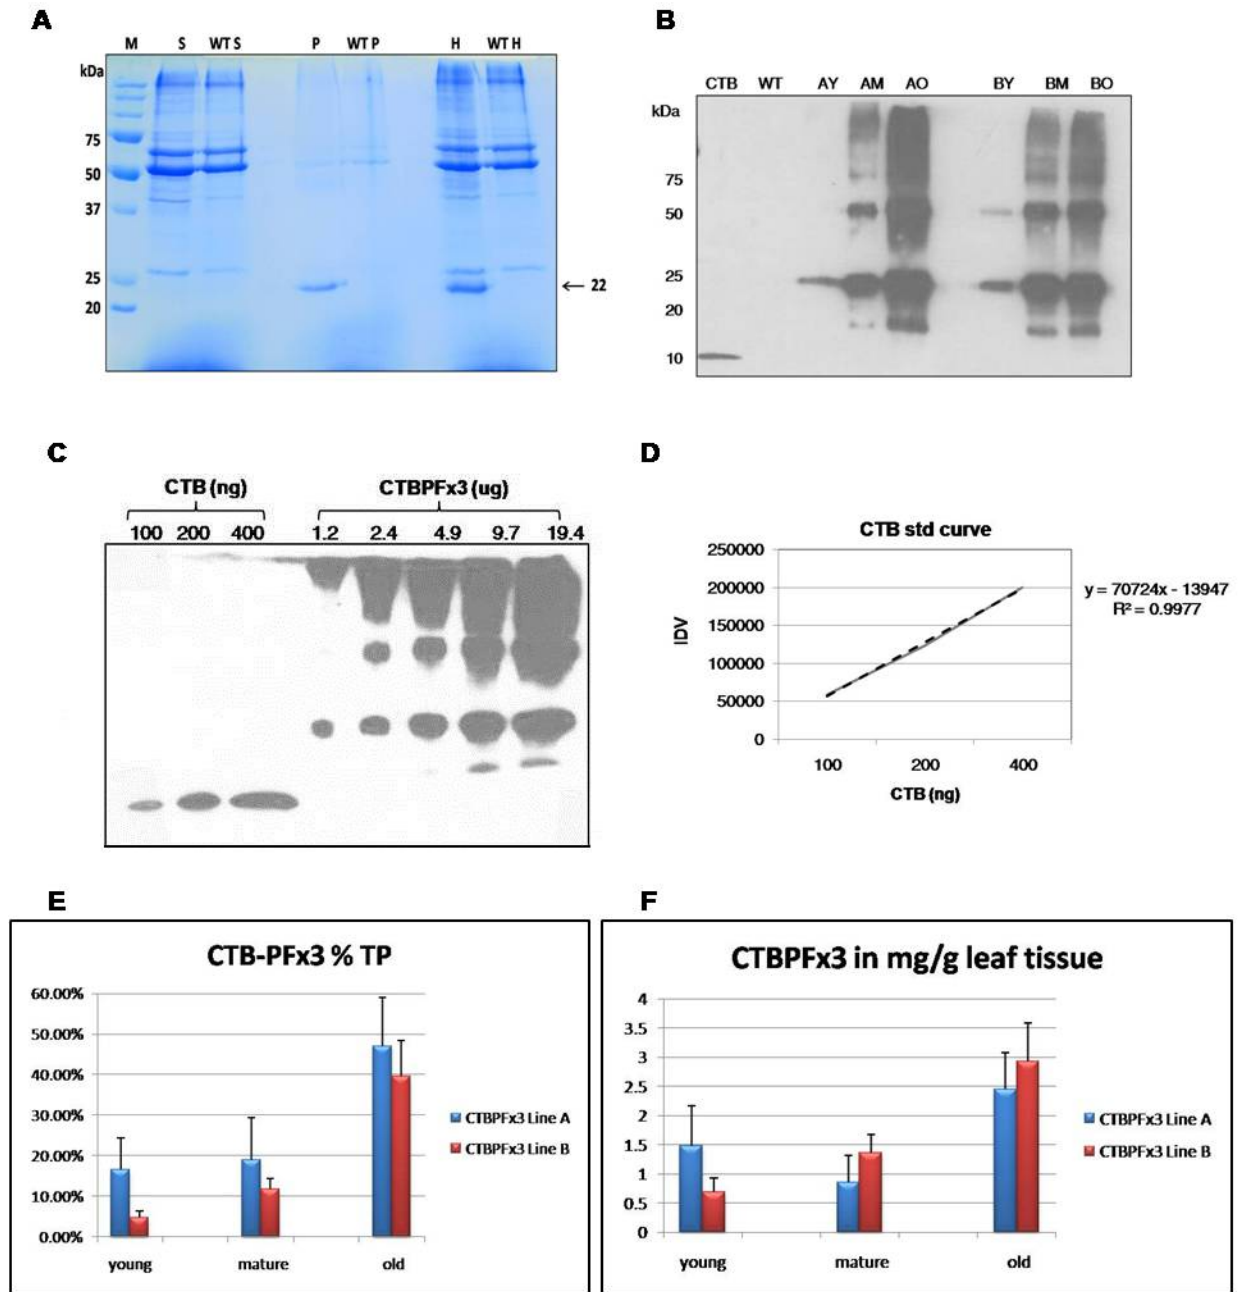 A
M S WT S P WT P H WT H
kDa
75
50
37
25
20
← 22
B
CTB WT AY AM AO BY BM BO
kDa
75
50
25
20
10
C
CTB (ng) CTBPFx3 (ug)
100 200 400 1.2 2.4 4.9 9.7 19.4
D
CTB std curve
250000
200000
150000
100000
50000
0
IDV
y = 70724x - 13947
R² = 0.9977
100 200 400
CTB (ng)
E
CTB-PFx3 % TP
60.00%
50.00%
40.00%
30.00%
20.00%
10.00%
0.00%
young mature old
CTBPFx3 Line A
CTBPFx3 Line B
F
CTBPFx3 in mg/g leaf tissue
4
3.5
3
2.5
2
1.5
1
0.5
0
young mature old
CTBPFx3 Line A
CTBPFx3 Line B